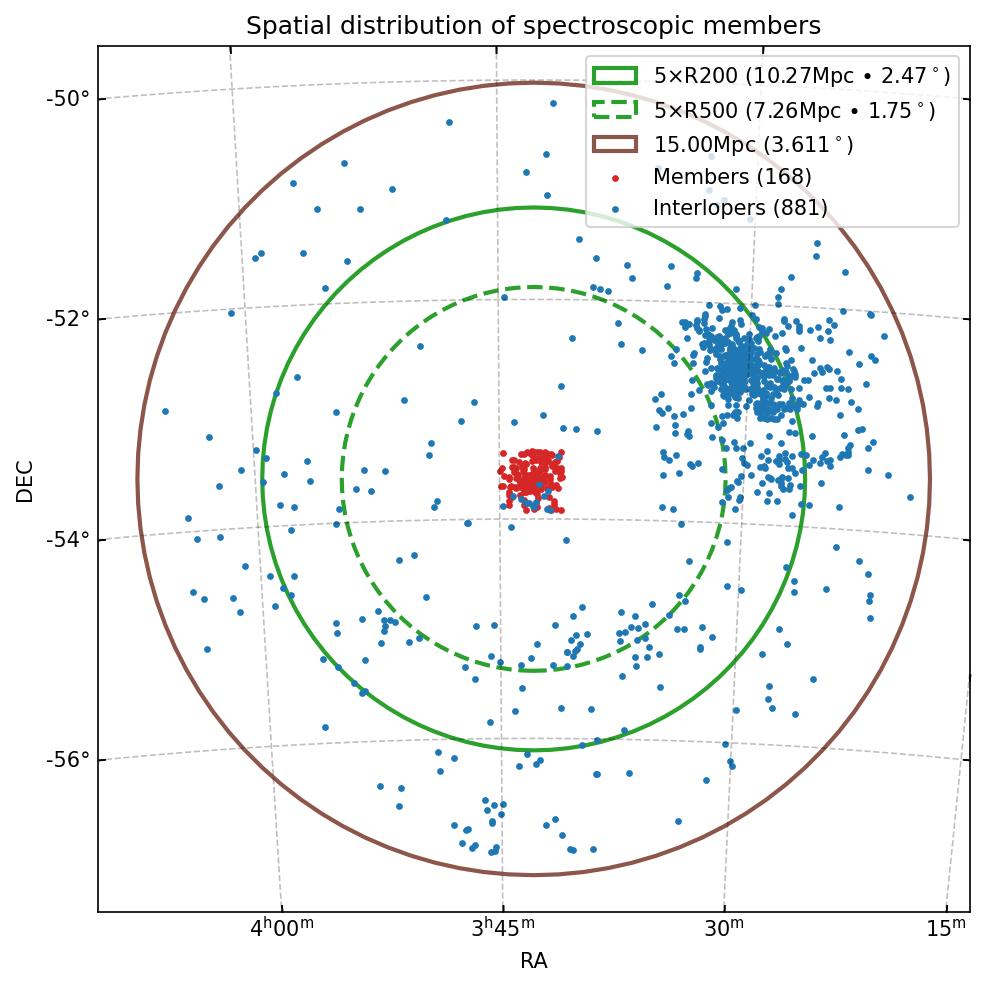 Spatial distribution of spectroscopic members
5×R200 (10.27Mpc • 2.47°)
5×R500 (7.26Mpc • 1.75°)
15.00Mpc (3.611°)
Members (168)
Interlopers (881)
-50°
-52°
-54°
-56°
DEC
4ʰ00ᵐ 3ʰ45ᵐ 30ᵐ 15ᵐ
RA